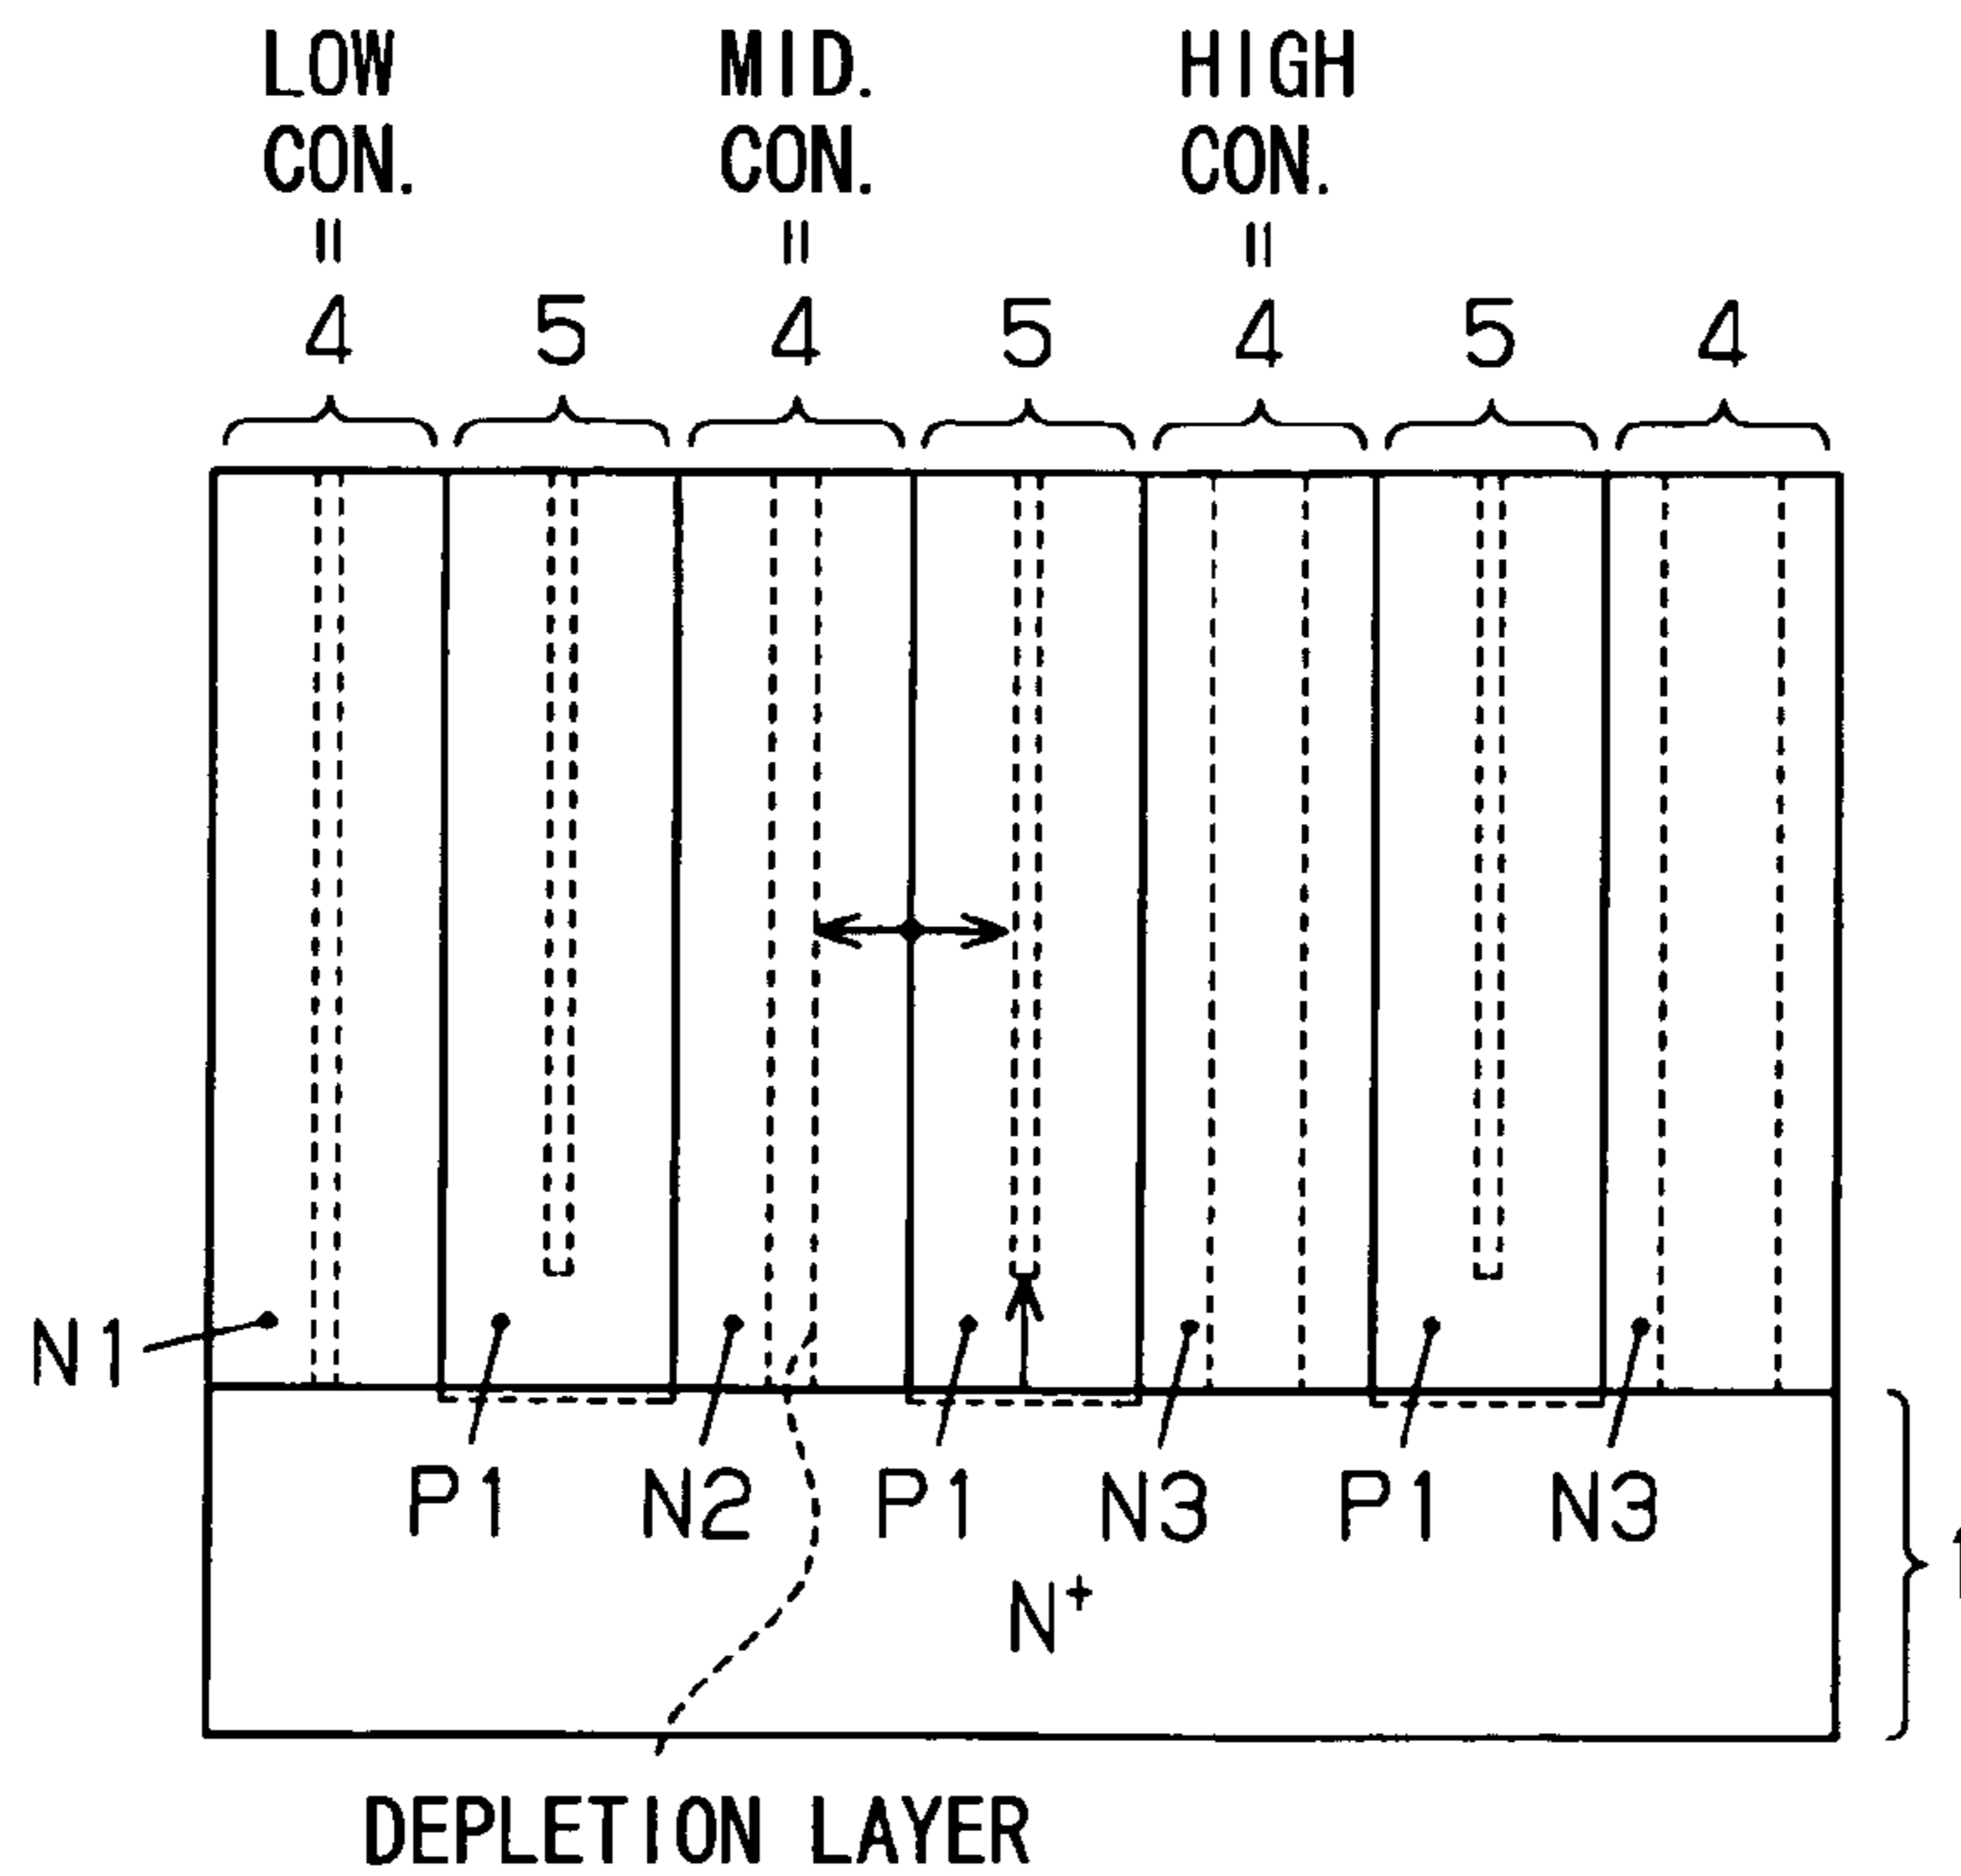 LOW MID. HIGH
CON. CON. CON.
= = =
4 5 4 5 4 5 4
N1
P1 N2 P1 N3 P1 N3
N+ 1
DEPLETION LAYER